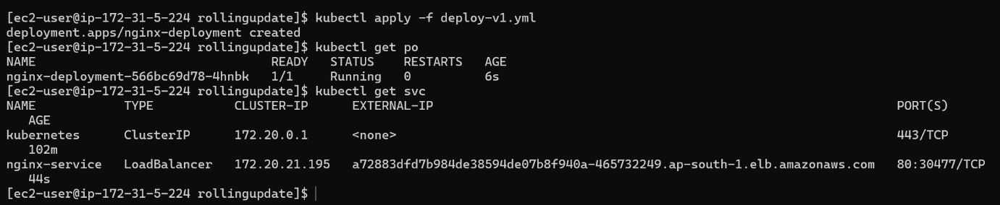 [ec2-user@ip-172-31-5-224 rollingupdate]$ kubectl apply -f deploy-v1.yml
deployment.apps/nginx-deployment created
[ec2-user@ip-172-31-5-224 rollingupdate]$ kubectl get po
NAME                                READY   STATUS    RESTARTS   AGE
nginx-deployment-566bc69d78-4hnbk   1/1     Running   0          6s
[ec2-user@ip-172-31-5-224 rollingupdate]$ kubectl get svc
NAME            TYPE           CLUSTER-IP      EXTERNAL-IP                                                               PORT(S)
   AGE
kubernetes      ClusterIP      172.20.0.1      <none>                                                                    443/TCP
   102m
nginx-service   LoadBalancer   172.20.21.195   a72883dfd7b984de38594de07b8f940a-465732249.ap-south-1.elb.amazonaws.com   80:30477/TCP
   44s
[ec2-user@ip-172-31-5-224 rollingupdate]$